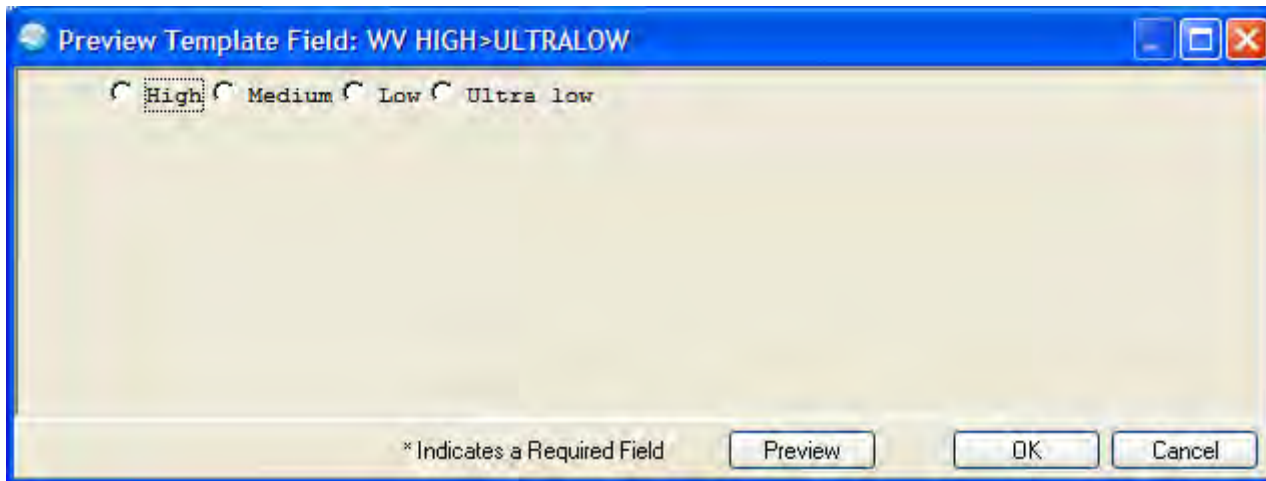 Preview Template Field: WV HIGH>ULTRALOW
High Medium Low Ultra low
* Indicates a Required Field Preview OK Cancel